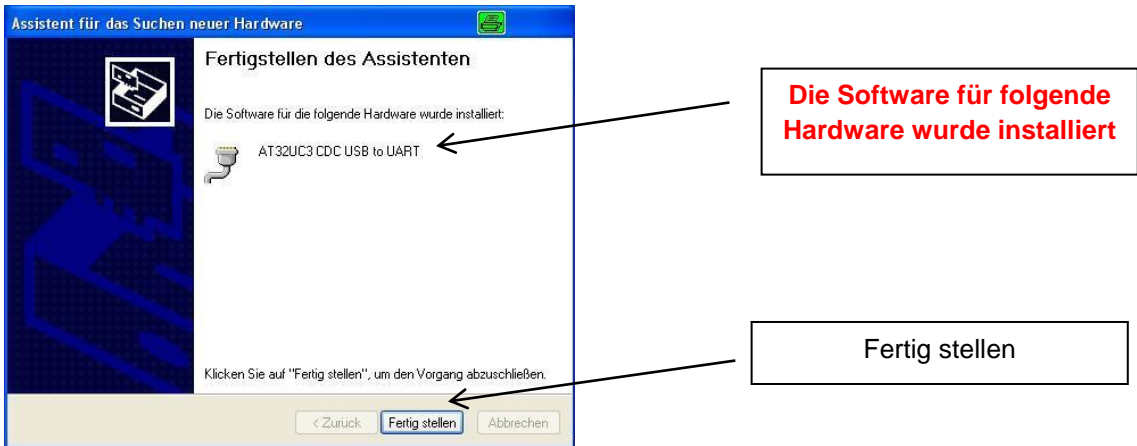 Assistent für das Suchen neuer Hardware
Fertigstellen des Assistenten
Die Software für die folgende Hardware wurde installiert:
AT32UC3 CDC USB to UART
Klicken Sie auf "Fertig stellen", um den Vorgang abzuschließen.
< Zurück
Fertig stellen
Abbrechen
Die Software für folgende
Hardware wurde installiert
Fertig stellen